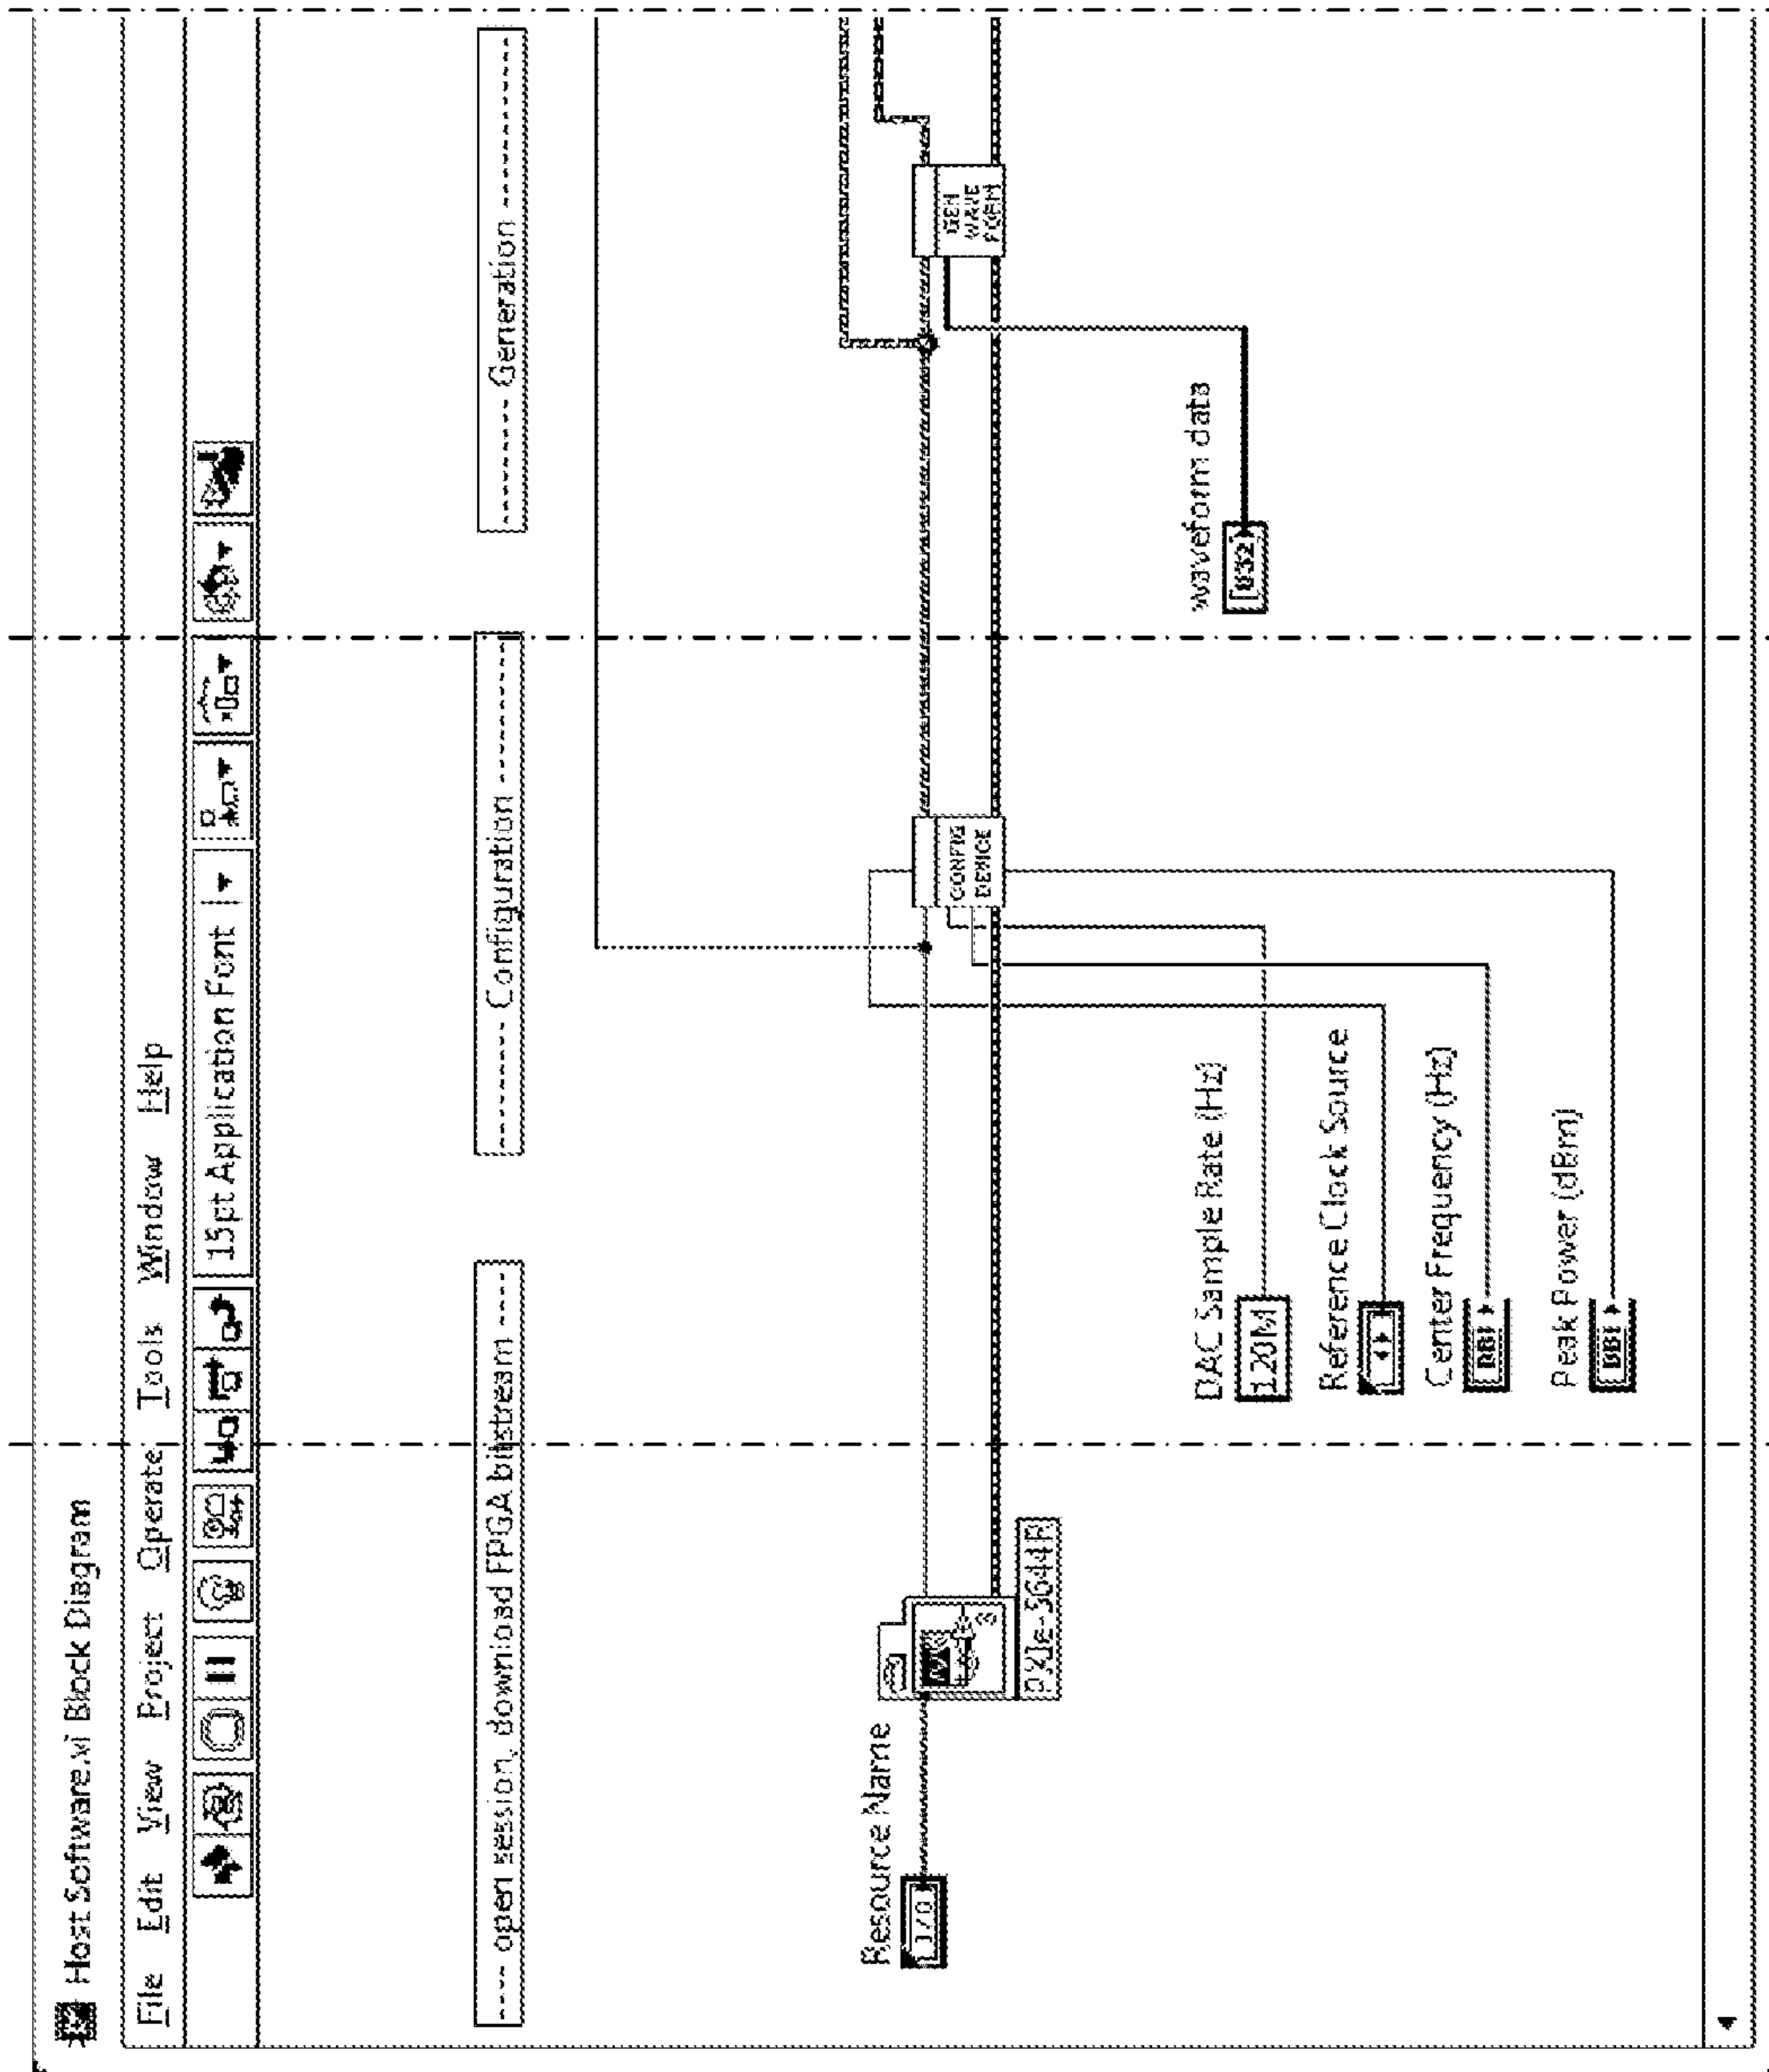 Host Software.vi Block Diagram
File Edit View Project Operate Tools Window Help
15pt Application Font
---- open session, download FPGA bitstream ----
-------- Configuration ----------
-------- Generation ------------
Resource Name
I/O
PXIe-5644R
CONFIG
DEVICE
GEN
WAVE
FORM
DAC Sample Rate (Hz)
120M
Reference Clock Source
Center Frequency (Hz)
DBL
Peak Power (dBm)
DBL
waveform data
[U32]